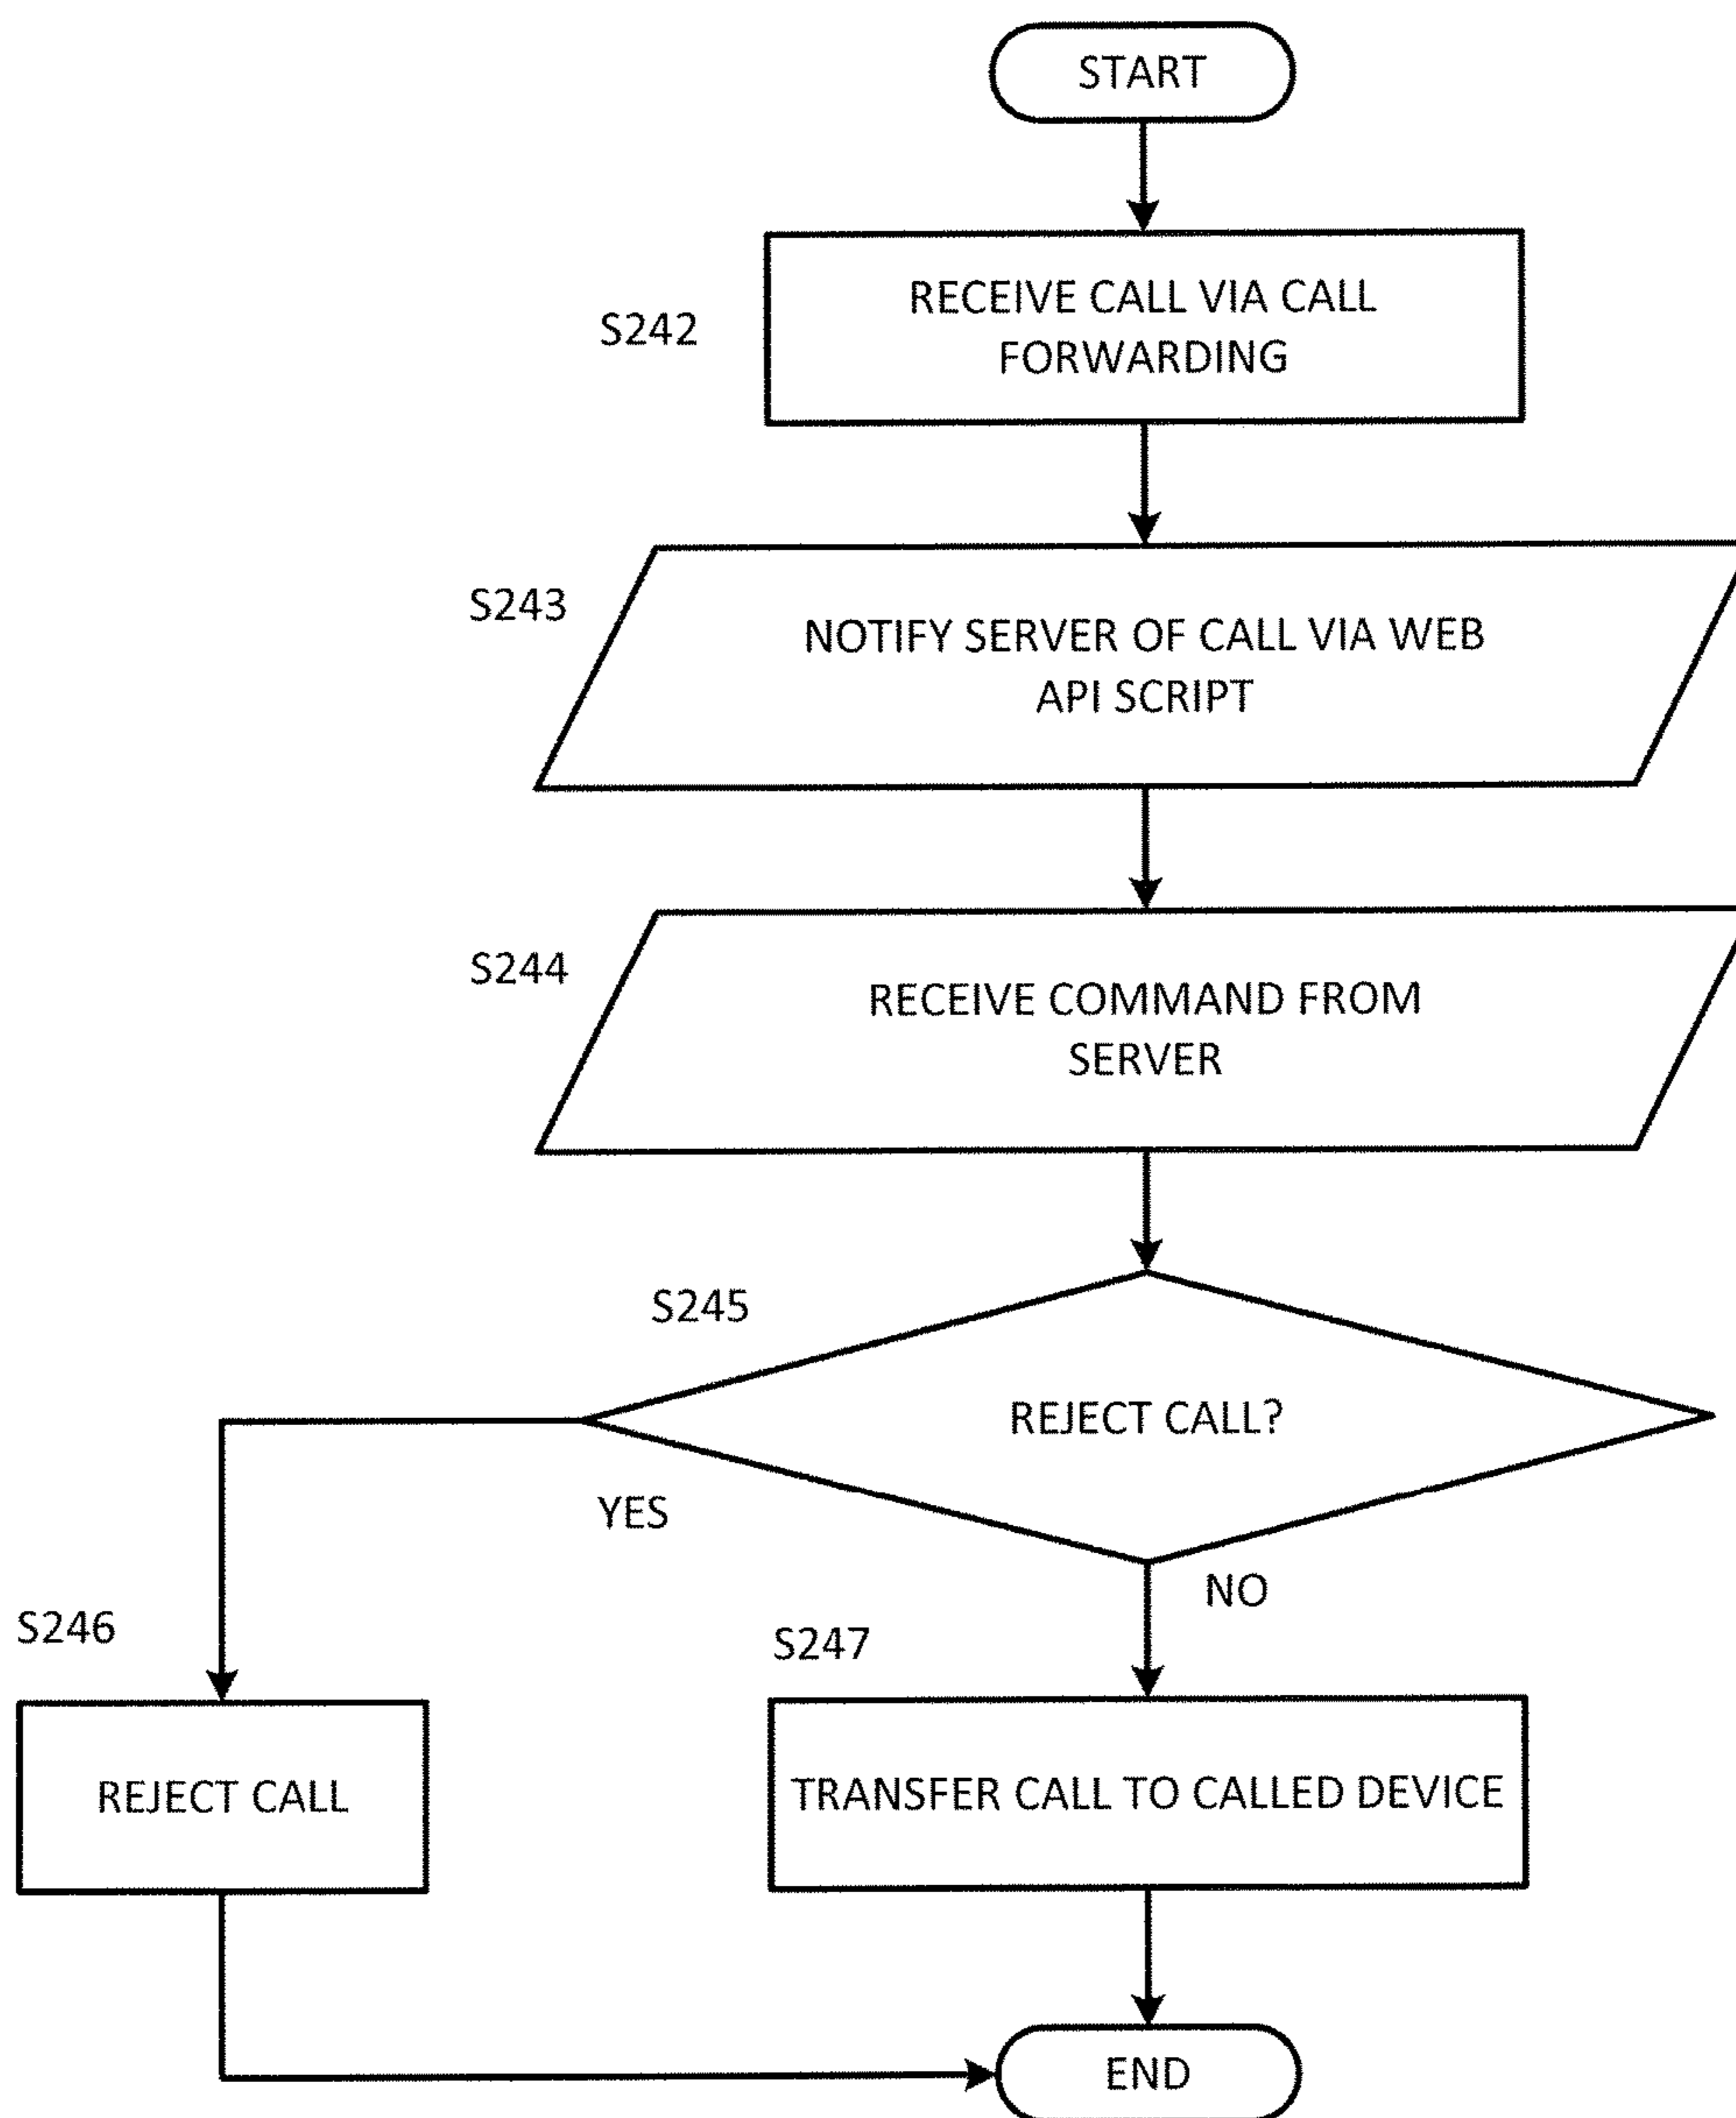 START
S242
RECEIVE CALL VIA CALL
FORWARDING
S243
NOTIFY SERVER OF CALL VIA WEB
API SCRIPT
S244
RECEIVE COMMAND FROM
SERVER
S245
REJECT CALL?
YES
NO
S246
S247
REJECT CALL
TRANSFER CALL TO CALLED DEVICE
END